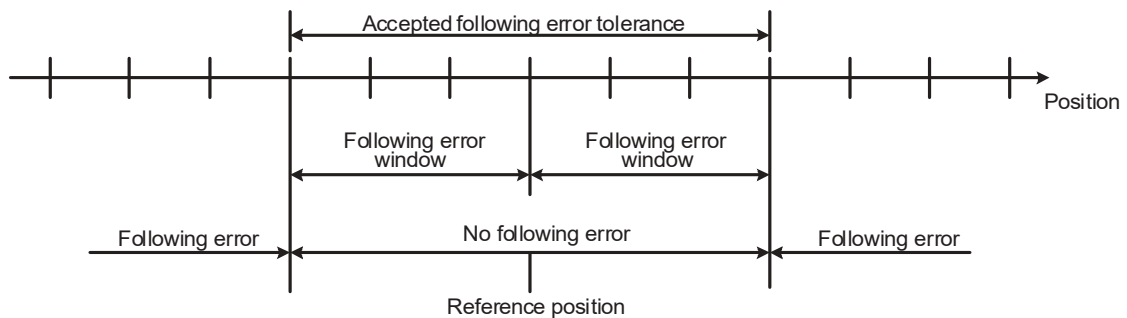 Accepted following error tolerance
Position
Following error
window
Following error
window
Following error
No following error
Following error
Reference position